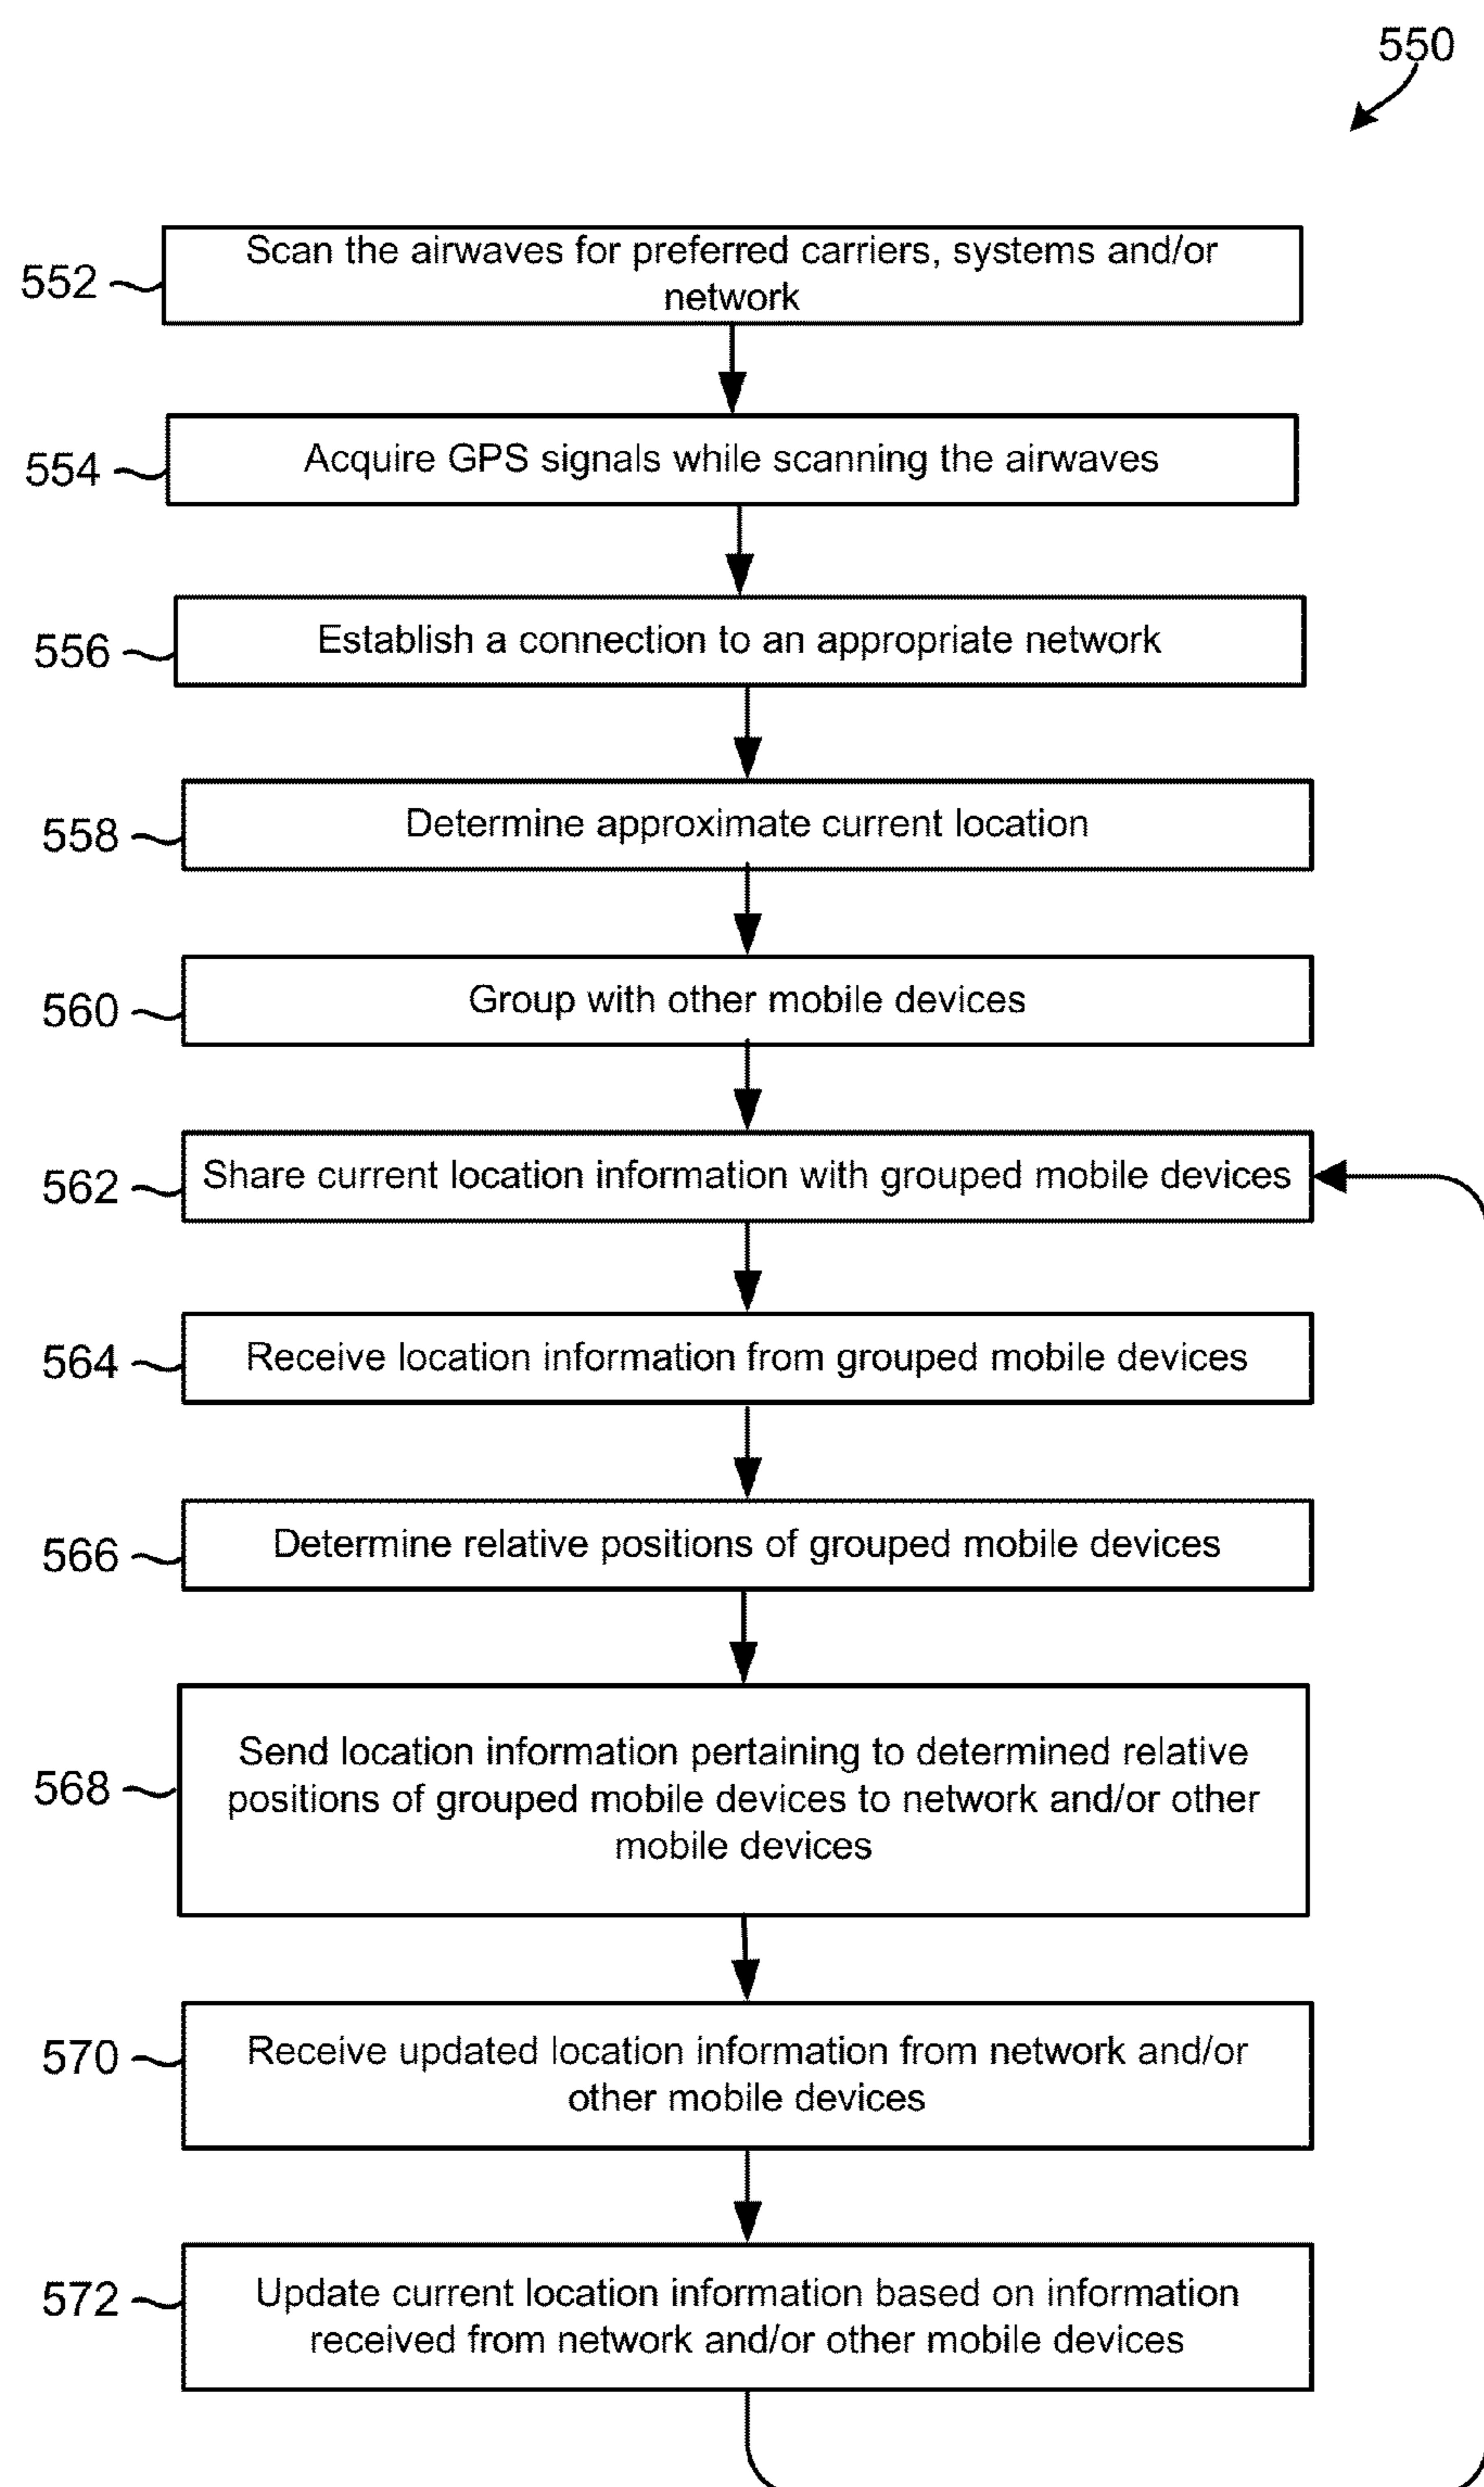 550
552
Scan the airwaves for preferred carriers, systems and/or
network
554
Acquire GPS signals while scanning the airwaves
556
Establish a connection to an appropriate network
558
Determine approximate current location
560
Group with other mobile devices
562
Share current location information with grouped mobile devices
564
Receive location information from grouped mobile devices
566
Determine relative positions of grouped mobile devices
568
Send location information pertaining to determined relative
positions of grouped mobile devices to network and/or other
mobile devices
570
Receive updated location information from network and/or
other mobile devices
572
Update current location information based on information
received from network and/or other mobile devices